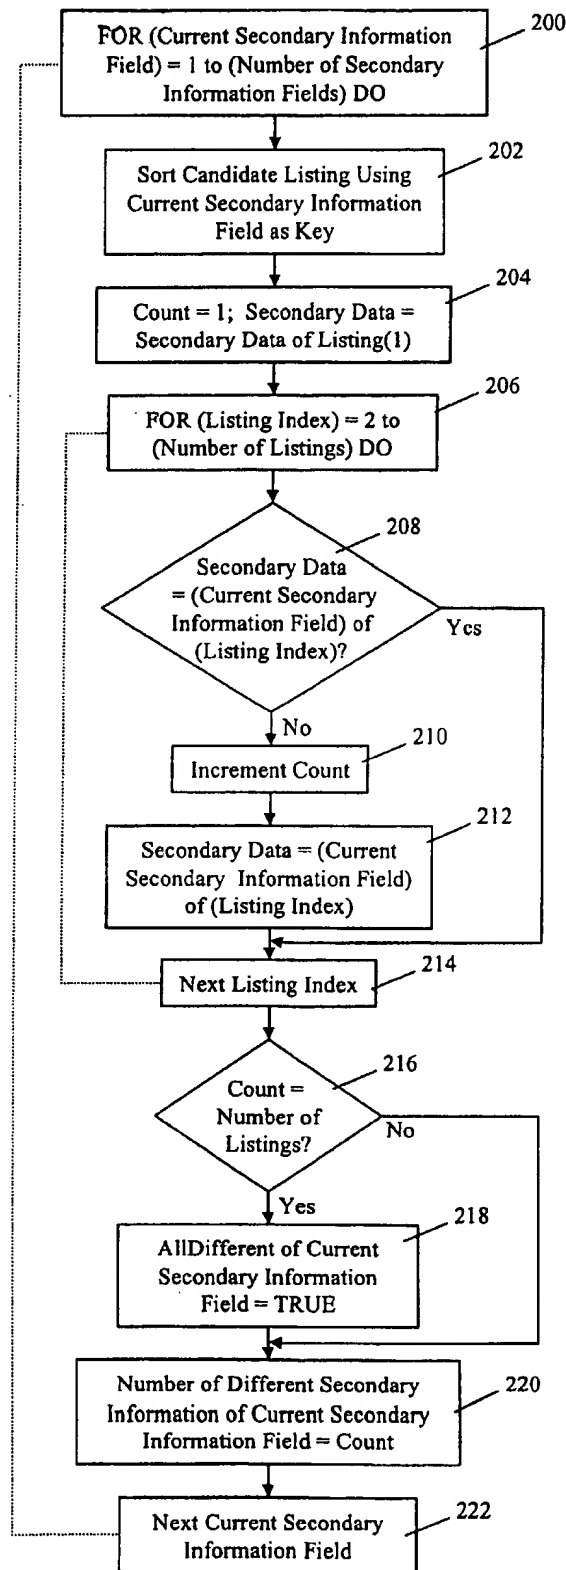 FOR (Current Secondary Information
Field) = 1 to (Number of Secondary
Information Fields) DO
200
202
Sort Candidate Listing Using
Current Secondary Information
Field as Key
204
Count = 1; Secondary Data =
Secondary Data of Listing(1)
206
FOR (Listing Index) = 2 to
(Number of Listings) DO
208
Secondary Data
= (Current Secondary
Information Field) of
(Listing Index)?
Yes
No
210
Increment Count
212
Secondary Data = (Current
Secondary Information Field)
of (Listing Index)
214
Next Listing Index
216
Count =
Number of
Listings?
No
Yes
218
AllDifferent of Current
Secondary Information
Field = TRUE
220
Number of Different Secondary
Information of Current Secondary
Information Field = Count
222
Next Current Secondary
Information Field